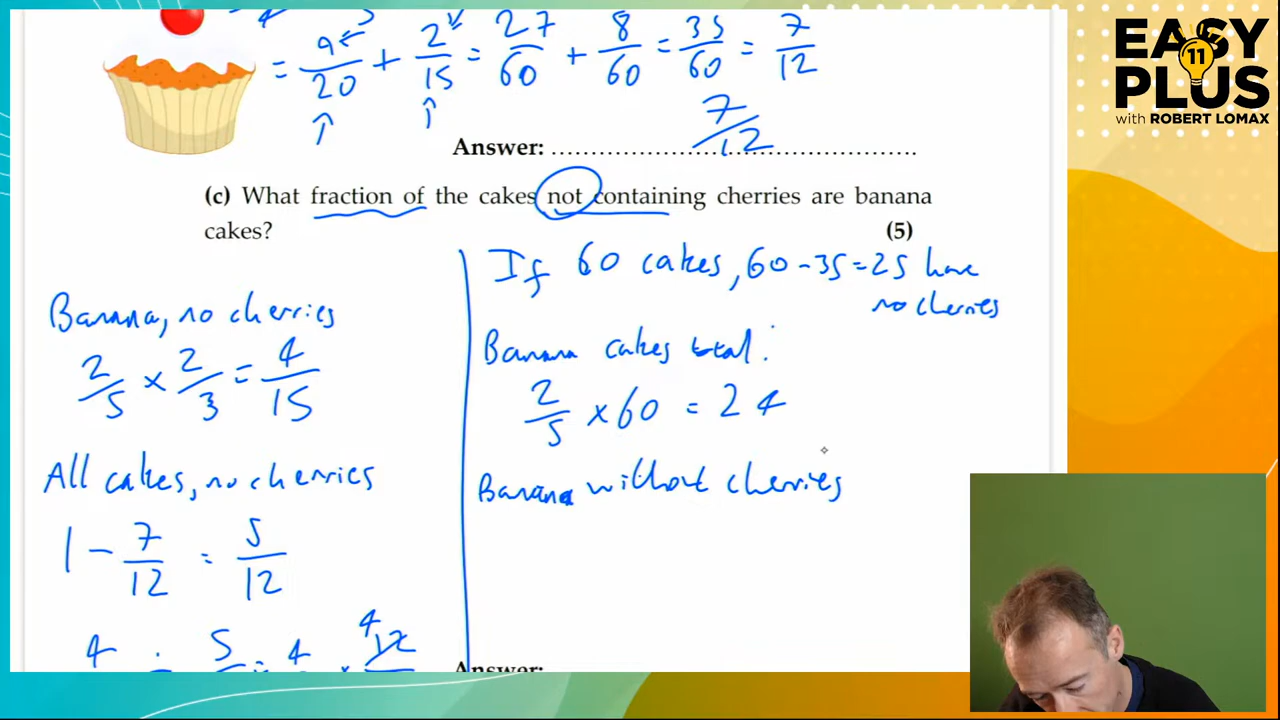 = 9/20 + 2/15 = 27/60 + 8/60 = 35/60 = 7/12
7/12
Answer: ................................................
(c) What fraction of the cakes not containing cherries are banana
cakes? (5)
Banana, no cherries
2/5 × 2/3 = 4/15
All cakes, no cherries
1 - 7/12 = 5/12
If 60 cakes, 60 - 35 = 25 have
no cherries
Banana cakes total:
2/5 × 60 = 24
Banana without cherries
Answer:
EASY
11
PLUS
with ROBERT LOMAX